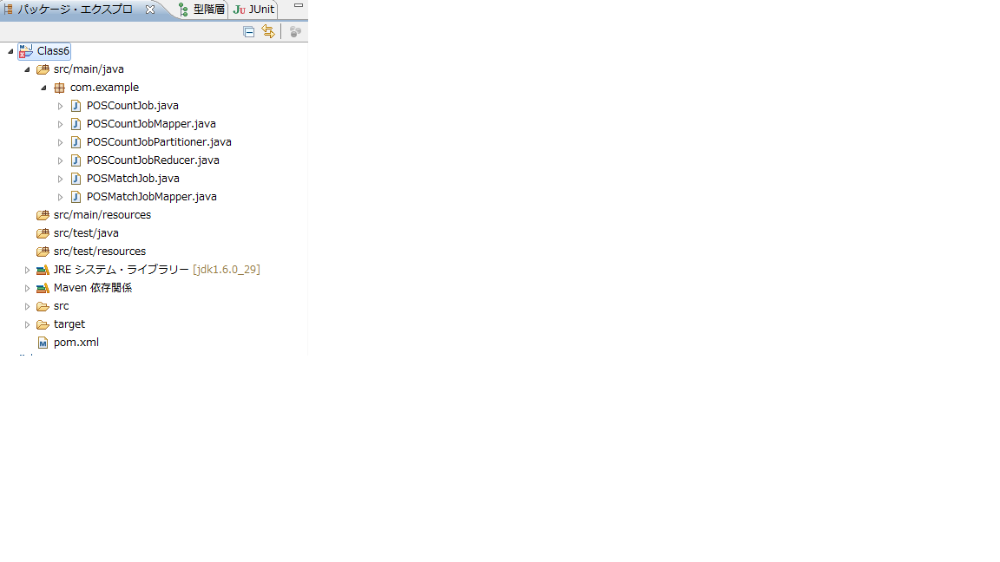 パッケージ・エクスプロ 型階層 JUnit
Class6
src/main/java
com.example
POSCountJob.java
POSCountJobMapper.java
POSCountJobPartitioner.java
POSCountJobReducer.java
POSMatchJob.java
POSMatchJobMapper.java
src/main/resources
src/test/java
src/test/resources
JRE システム・ライブラリー [jdk1.6.0_29]
Maven 依存関係
src
target
pom.xml